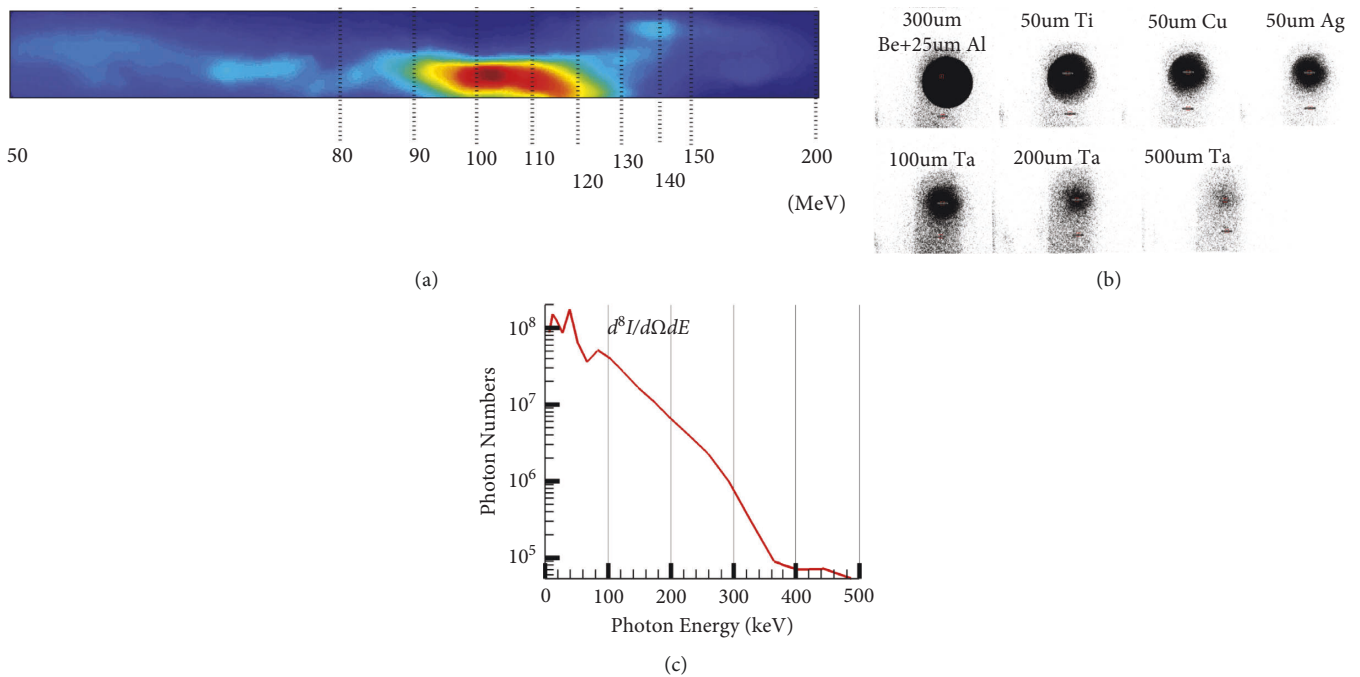 50 80 90 100 110 120 130 140 150 200
(MeV)
(a)
300um
Be+25um Al
50um Ti
50um Cu
50um Ag
100um Ta
200um Ta
500um Ta
(b)
d⁸I/dΩdE
10⁸
10⁷
10⁶
10⁵
Photon Numbers
0 100 200 300 400 500
Photon Energy (keV)
(c)